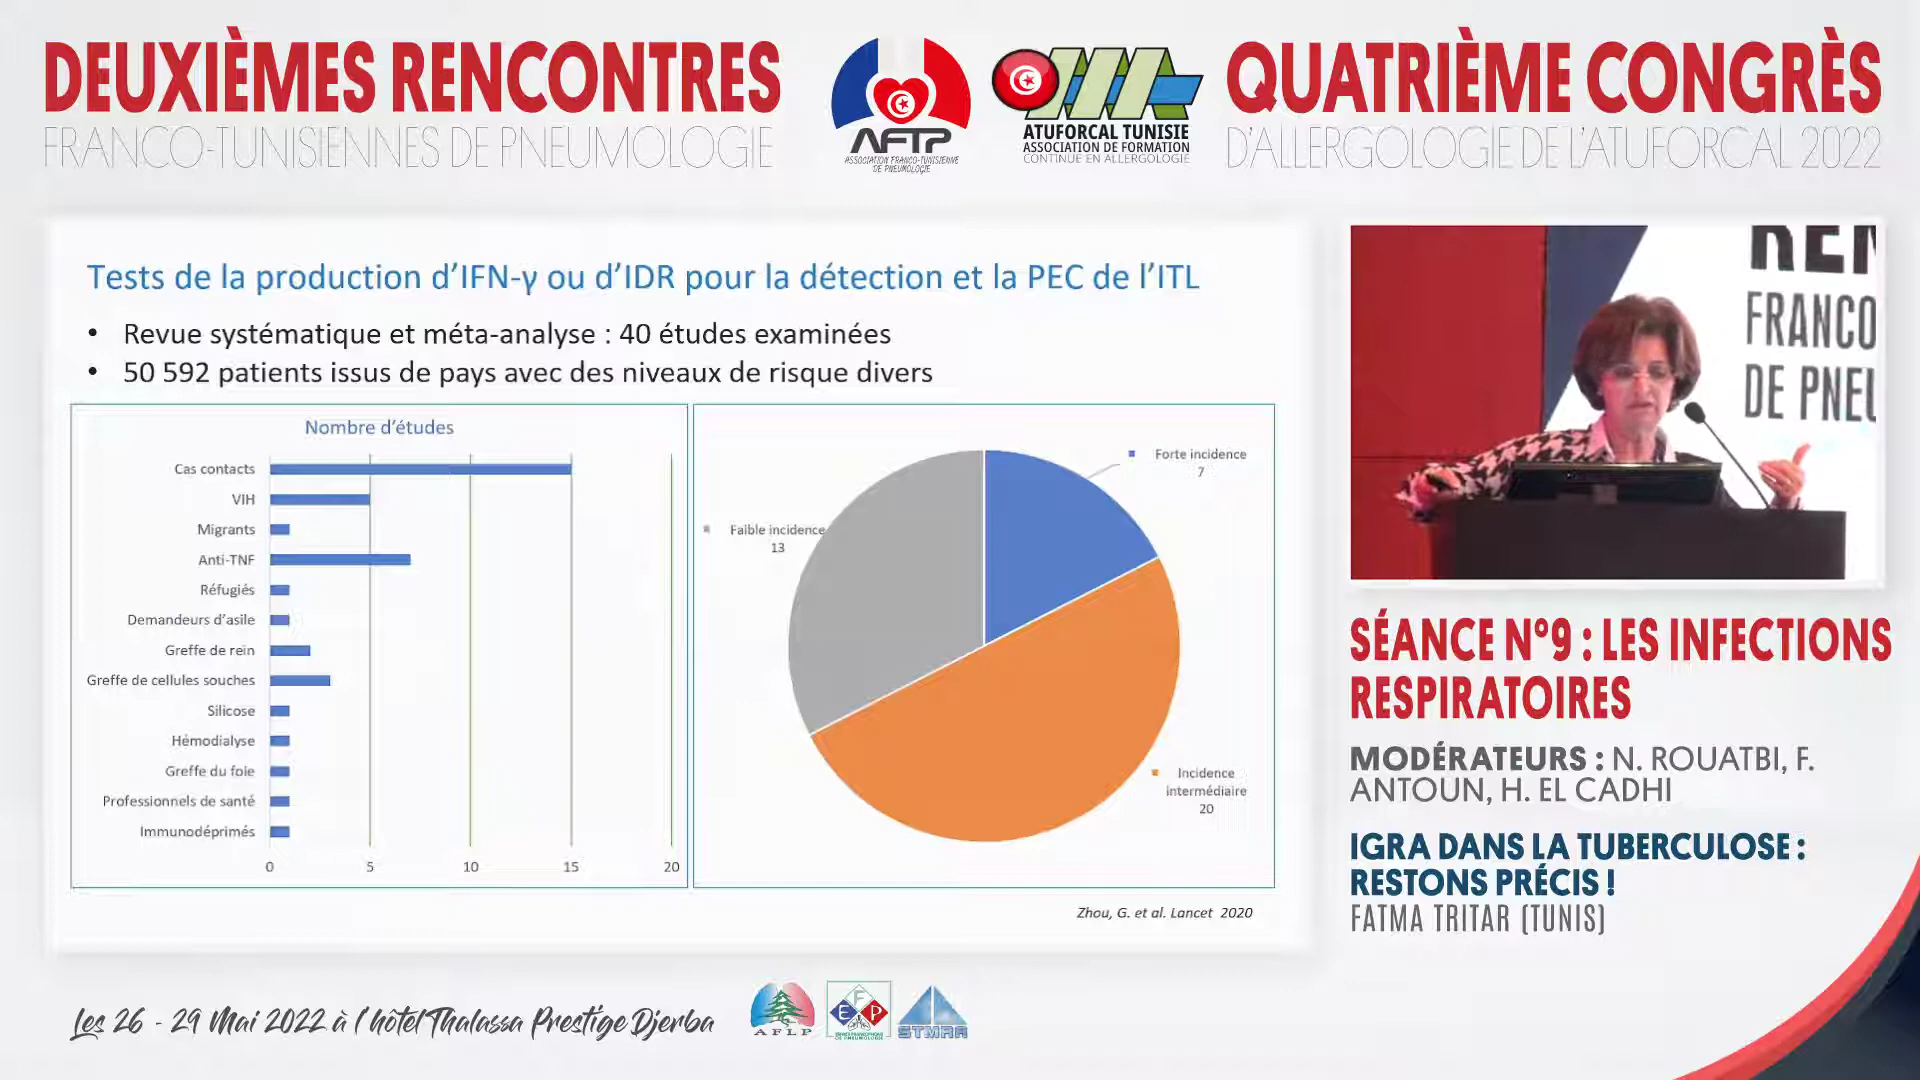 DEUXIÈMES RENCONTRES
FRANCO-TUNISIENNES DE PNEUMOLOGIE
AFTP
ASSOCIATION FRANCO-TUNISIENNE
DE PNEUMOLOGIE
ATUFORCAL TUNISIE
ASSOCIATION DE FORMATION
CONTINUE EN ALLERGOLOGIE
QUATRIÈME CONGRÈS
D'ALLERGOLOGIE DE L'ATUFORCAL 2022
Tests de la production d'IFN-γ ou d'IDR pour la détection et la PEC de l'ITL
• Revue systématique et méta-analyse : 40 études examinées
• 50 592 patients issus de pays avec des niveaux de risque divers
Nombre d'études
Cas contacts
VIH
Migrants
Anti-TNF
Réfugiés
Demandeurs d'asile
Greffe de rein
Greffe de cellules souches
Silicose
Hémodialyse
Greffe du foie
Professionnels de santé
Immunodéprimés
0 5 10 15 20
Forte incidence
7
Faible incidence
13
Incidence
intermédiaire
20
Zhou, G. et al. Lancet 2020
REN
FRANCO
DE PNEU
SÉANCE N°9 : LES INFECTIONS
RESPIRATOIRES
MODÉRATEURS : N. ROUATBI, F.
ANTOUN, H. EL CADHI
IGRA DANS LA TUBERCULOSE :
RESTONS PRÉCIS !
FATMA TRITAR (TUNIS)
Les 26 - 29 Mai 2022 à l'hôtel Thalassa Prestige Djerba
AFLP
EFP
ESPACE FRANCOPHONE
DE PNEUMOLOGIE
STMRA